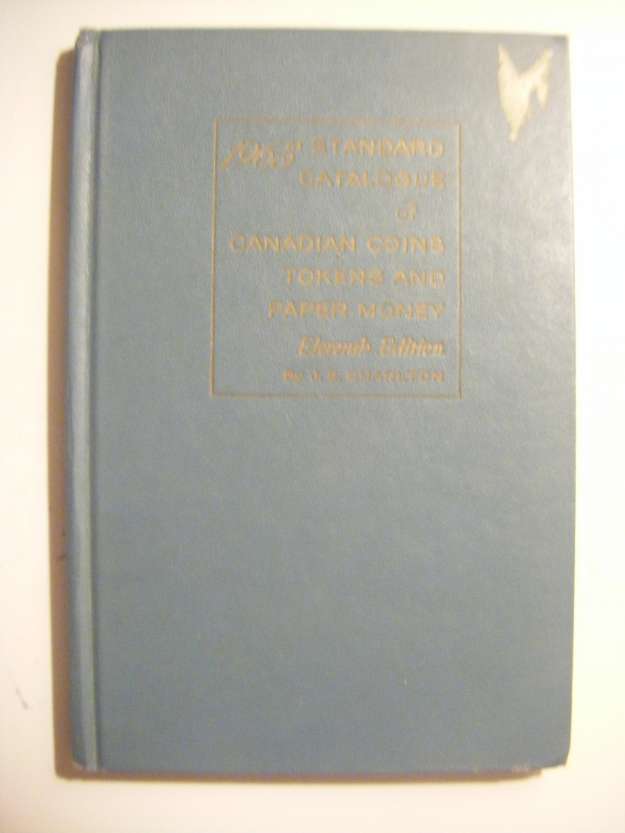 1963 STANDARD
CATALOGUE
of
CANADIAN COINS
TOKENS AND
PAPER MONEY
Eleventh Edition
By J. E. CHARLTON